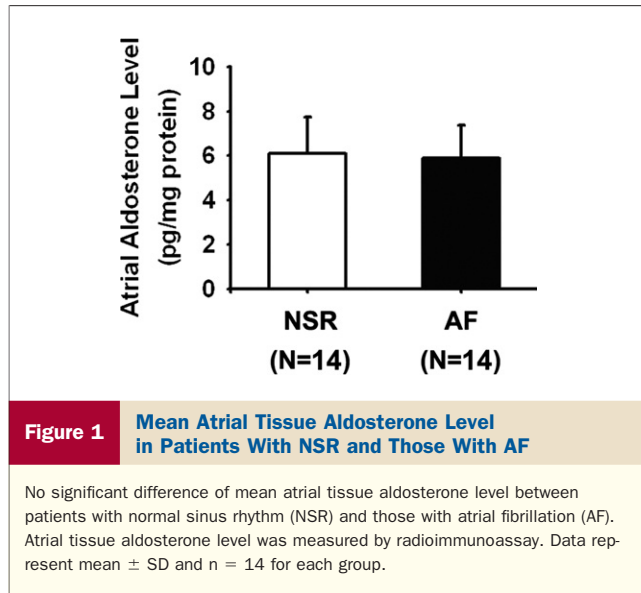 Atrial Aldosterone Level
(pg/mg protein)
10
8
6
4
2
0
NSR
(N=14)
AF
(N=14)
Figure 1
Mean Atrial Tissue Aldosterone Level
in Patients With NSR and Those With AF
No significant difference of mean atrial tissue aldosterone level between
patients with normal sinus rhythm (NSR) and those with atrial fibrillation (AF).
Atrial tissue aldosterone level was measured by radioimmunoassay. Data rep-
resent mean ± SD and n = 14 for each group.